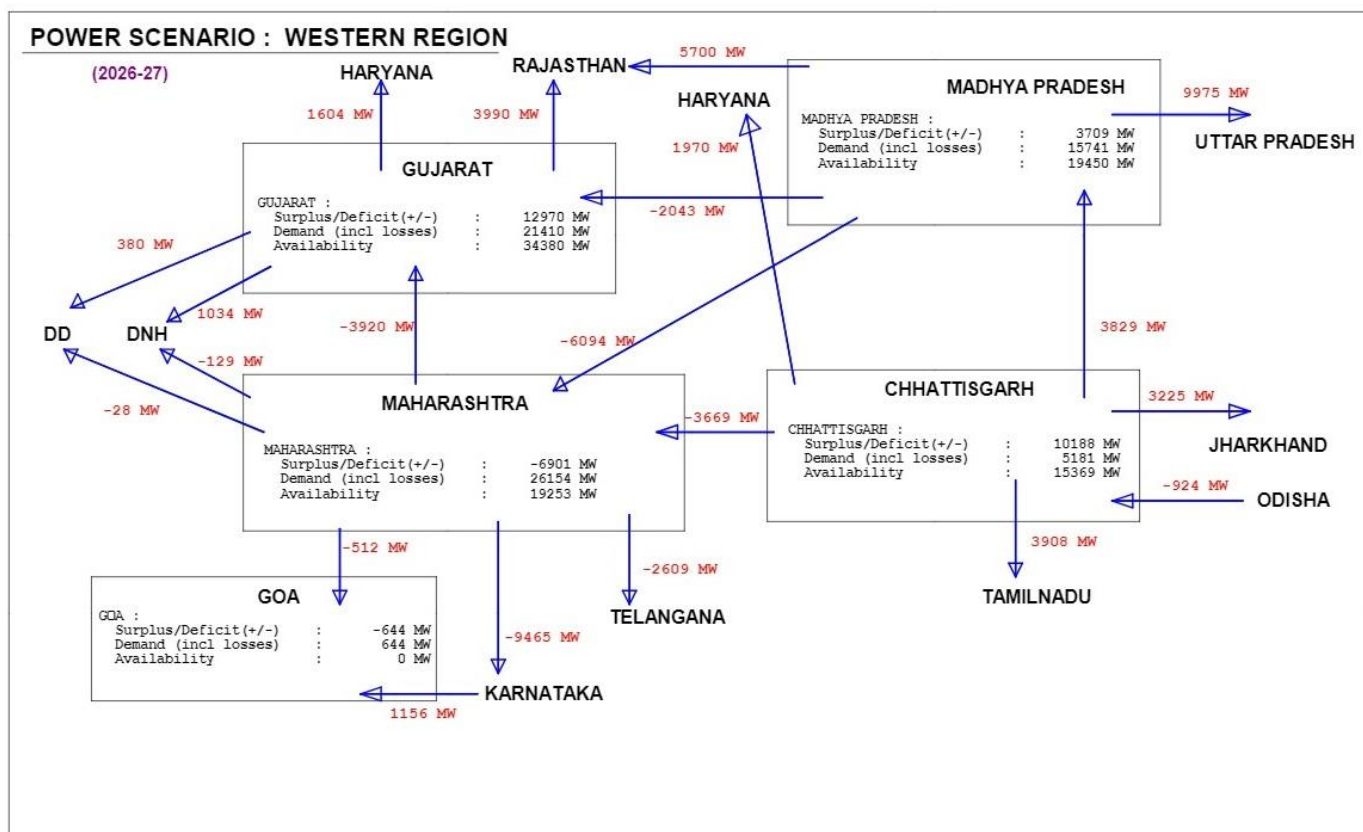 POWER SCENARIO : WESTERN REGION
(2026-27)
HARYANA
RAJASTHAN
5700 MW
HARYANA
1604 MW
3990 MW
1970 MW
MADHYA PRADESH
MADHYA PRADESH :
Surplus/Deficit(+/-) : 3709 MW
Demand (incl losses) : 15741 MW
Availability : 19450 MW
9975 MW
UTTAR PRADESH
GUJARAT
GUJARAT :
Surplus/Deficit(+/-) : 12970 MW
Demand (incl losses) : 21410 MW
Availability : 34380 MW
-2043 MW
380 MW
1034 MW
DD
DNH
-3920 MW
-6094 MW
3829 MW
-129 MW
-28 MW
MAHARASHTRA
MAHARASHTRA :
Surplus/Deficit(+/-) : -6901 MW
Demand (incl losses) : 26154 MW
Availability : 19253 MW
-3669 MW
CHHATTISGARH
CHHATTISGARH :
Surplus/Deficit(+/-) : 10188 MW
Demand (incl losses) : 5181 MW
Availability : 15369 MW
3225 MW
JHARKHAND
-924 MW
ODISHA
3908 MW
TAMILNADU
-512 MW
-2609 MW
TELANGANA
GOA
GOA :
Surplus/Deficit(+/-) : -644 MW
Demand (incl losses) : 644 MW
Availability : 0 MW
-9465 MW
KARNATAKA
1156 MW